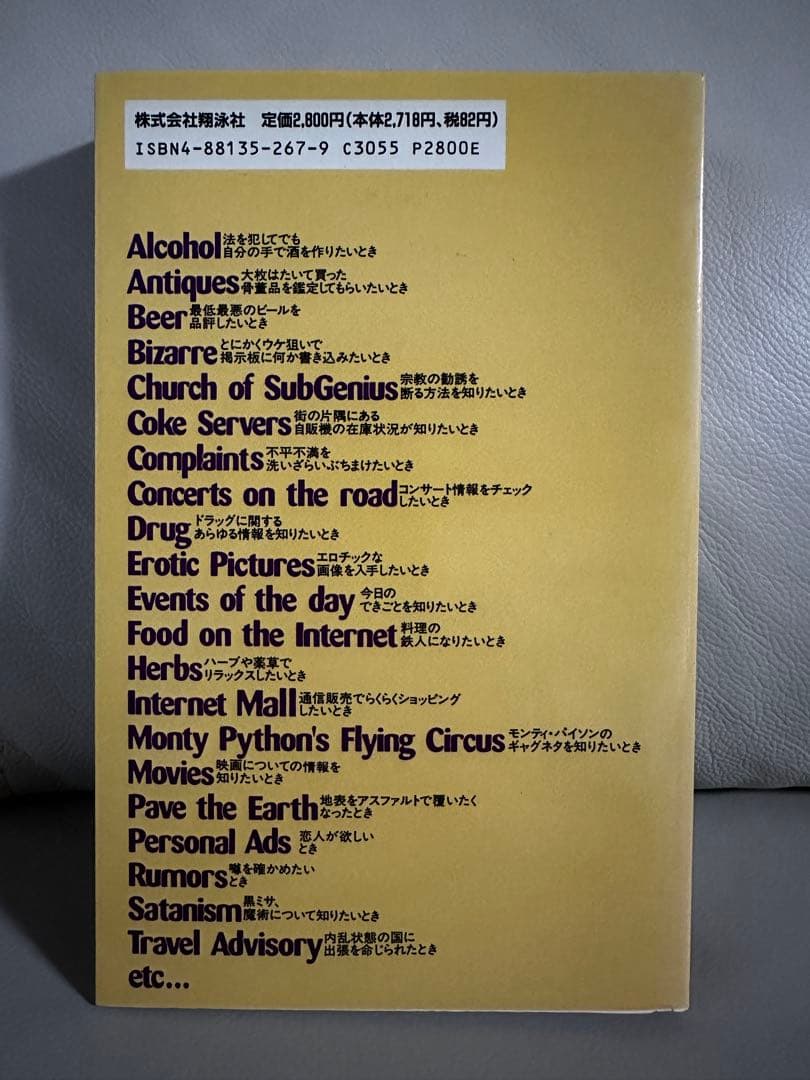 株式会社翔泳社 定価2,800円(本体2,718円、税82円)
ISBN4-88135-267-9 C3055 P2800E
Alcohol 法を犯してでも
自分の手で酒を作りたいとき
Antiques 大枚はたいて買った
骨董品を鑑定してもらいたいとき
Beer 最低最悪のビールを
品評したいとき
Bizarre とにかくウケ狙いで
掲示板に何か書き込みたいとき
Church of SubGenius 宗教の勧誘を
断る方法を知りたいとき
Coke Servers 街の片隅にある
自販機の在庫状況が知りたいとき
Complaints 不平不満を
洗いざらいぶちまけたいとき
Concerts on the road コンサート情報をチェック
したいとき
Drug ドラッグに関する
あらゆる情報を知りたいとき
Erotic Pictures エロチックな
画像を入手したいとき
Events of the day 今日の
できごとを知りたいとき
Food on the Internet 料理の
鉄人になりたいとき
Herbs ハーブや薬草で
リラックスしたいとき
Internet Mall 通信販売でらくらくショッピング
したいとき
Monty Python's Flying Circus モンティ・パイソンの
ギャグネタを知りたいとき
Movies 映画についての情報を
知りたいとき
Pave the Earth 地表をアスファルトで覆いたく
なったとき
Personal Ads 恋人が欲しい
とき
Rumors 噂を確かめたい
とき
Satanism 黒ミサ、
魔術について知りたいとき
Travel Advisory 内乱状態の国に
出張を命じられたとき
etc...